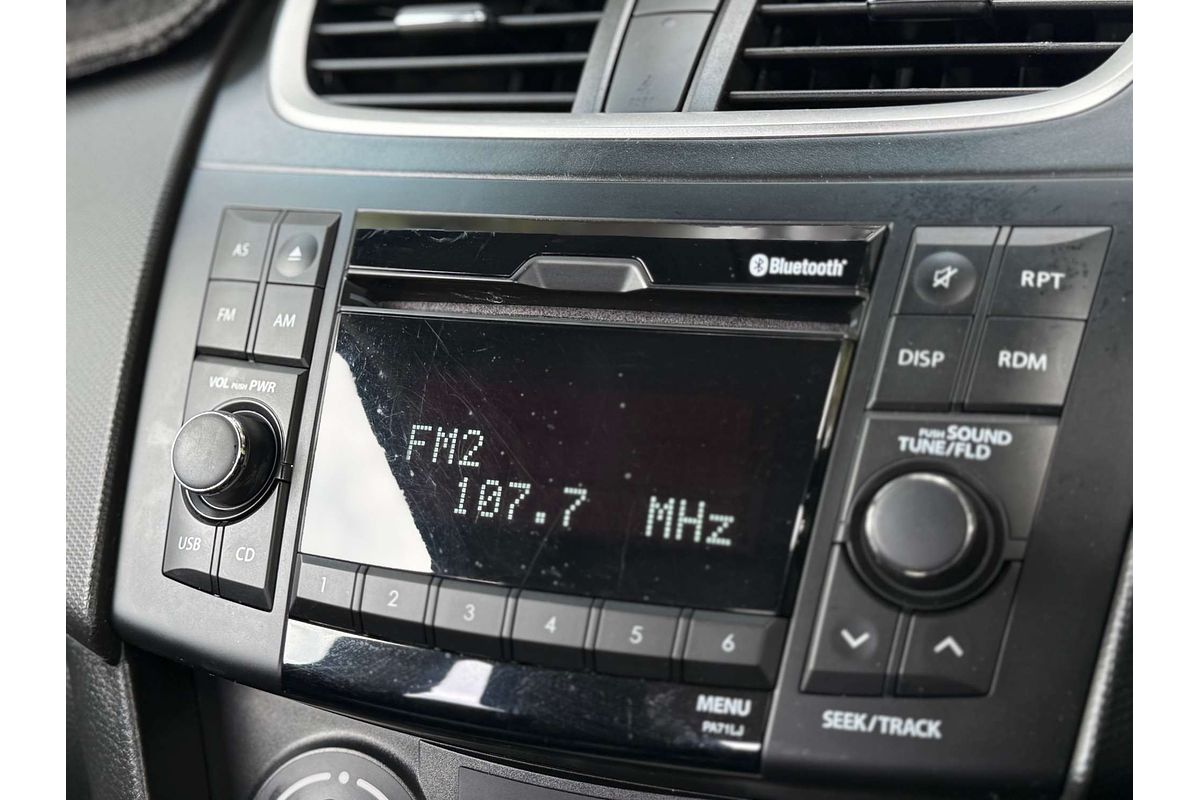 AS
FM
AM
VOL PUSH PWR
USB
CD
Bluetooth
FM2
107.7 MHz
1 2 3 4 5 6
MENU
PA71LJ
RPT
DISP
RDM
PUSH SOUND
TUNE/FLD
SEEK/TRACK